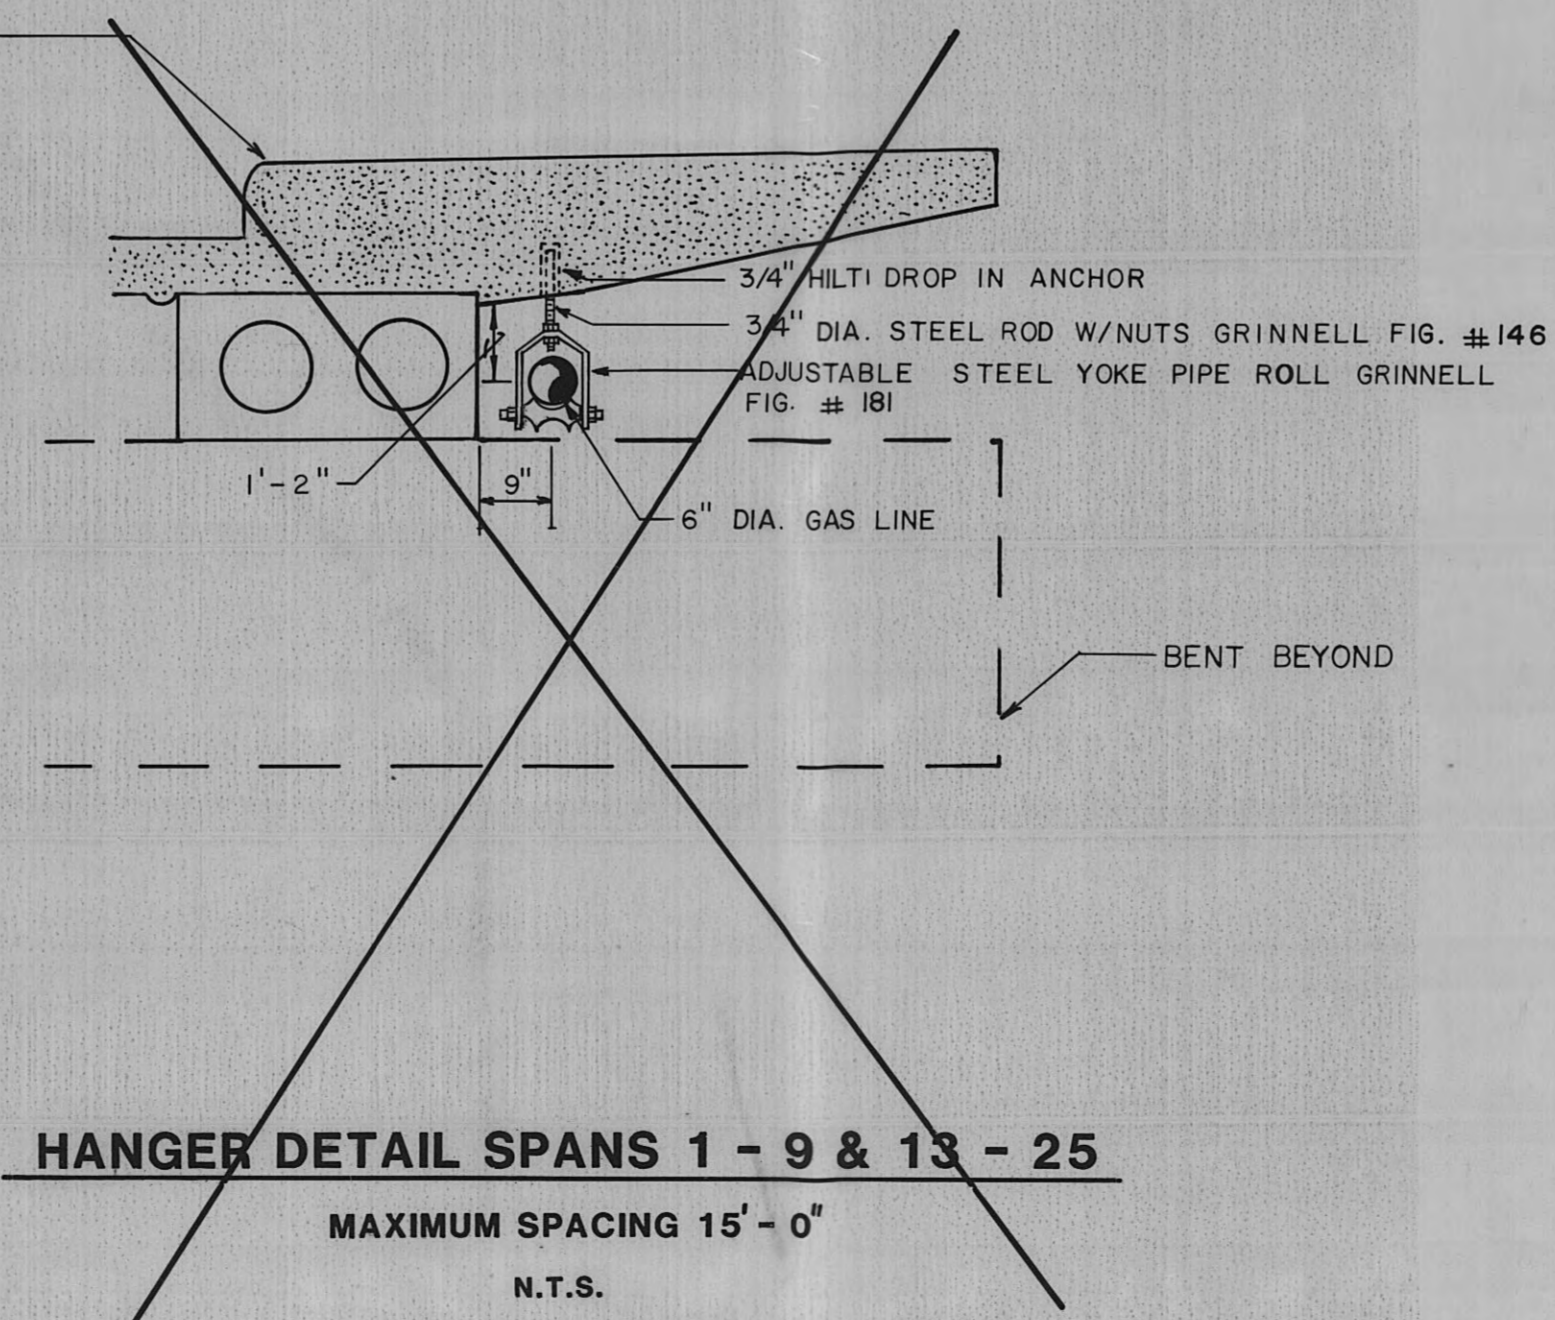 3/4" HILTI DROP IN ANCHOR
3/4" DIA. STEEL ROD W/NUTS GRINNELL FIG. #146
ADJUSTABLE STEEL YOKE PIPE ROLL GRINNELL
FIG. # 181
1'-2"
9"
6" DIA. GAS LINE
BENT BEYOND
HANGER DETAIL SPANS 1 - 9 & 13 - 25
MAXIMUM SPACING 15'- 0"
N.T.S.